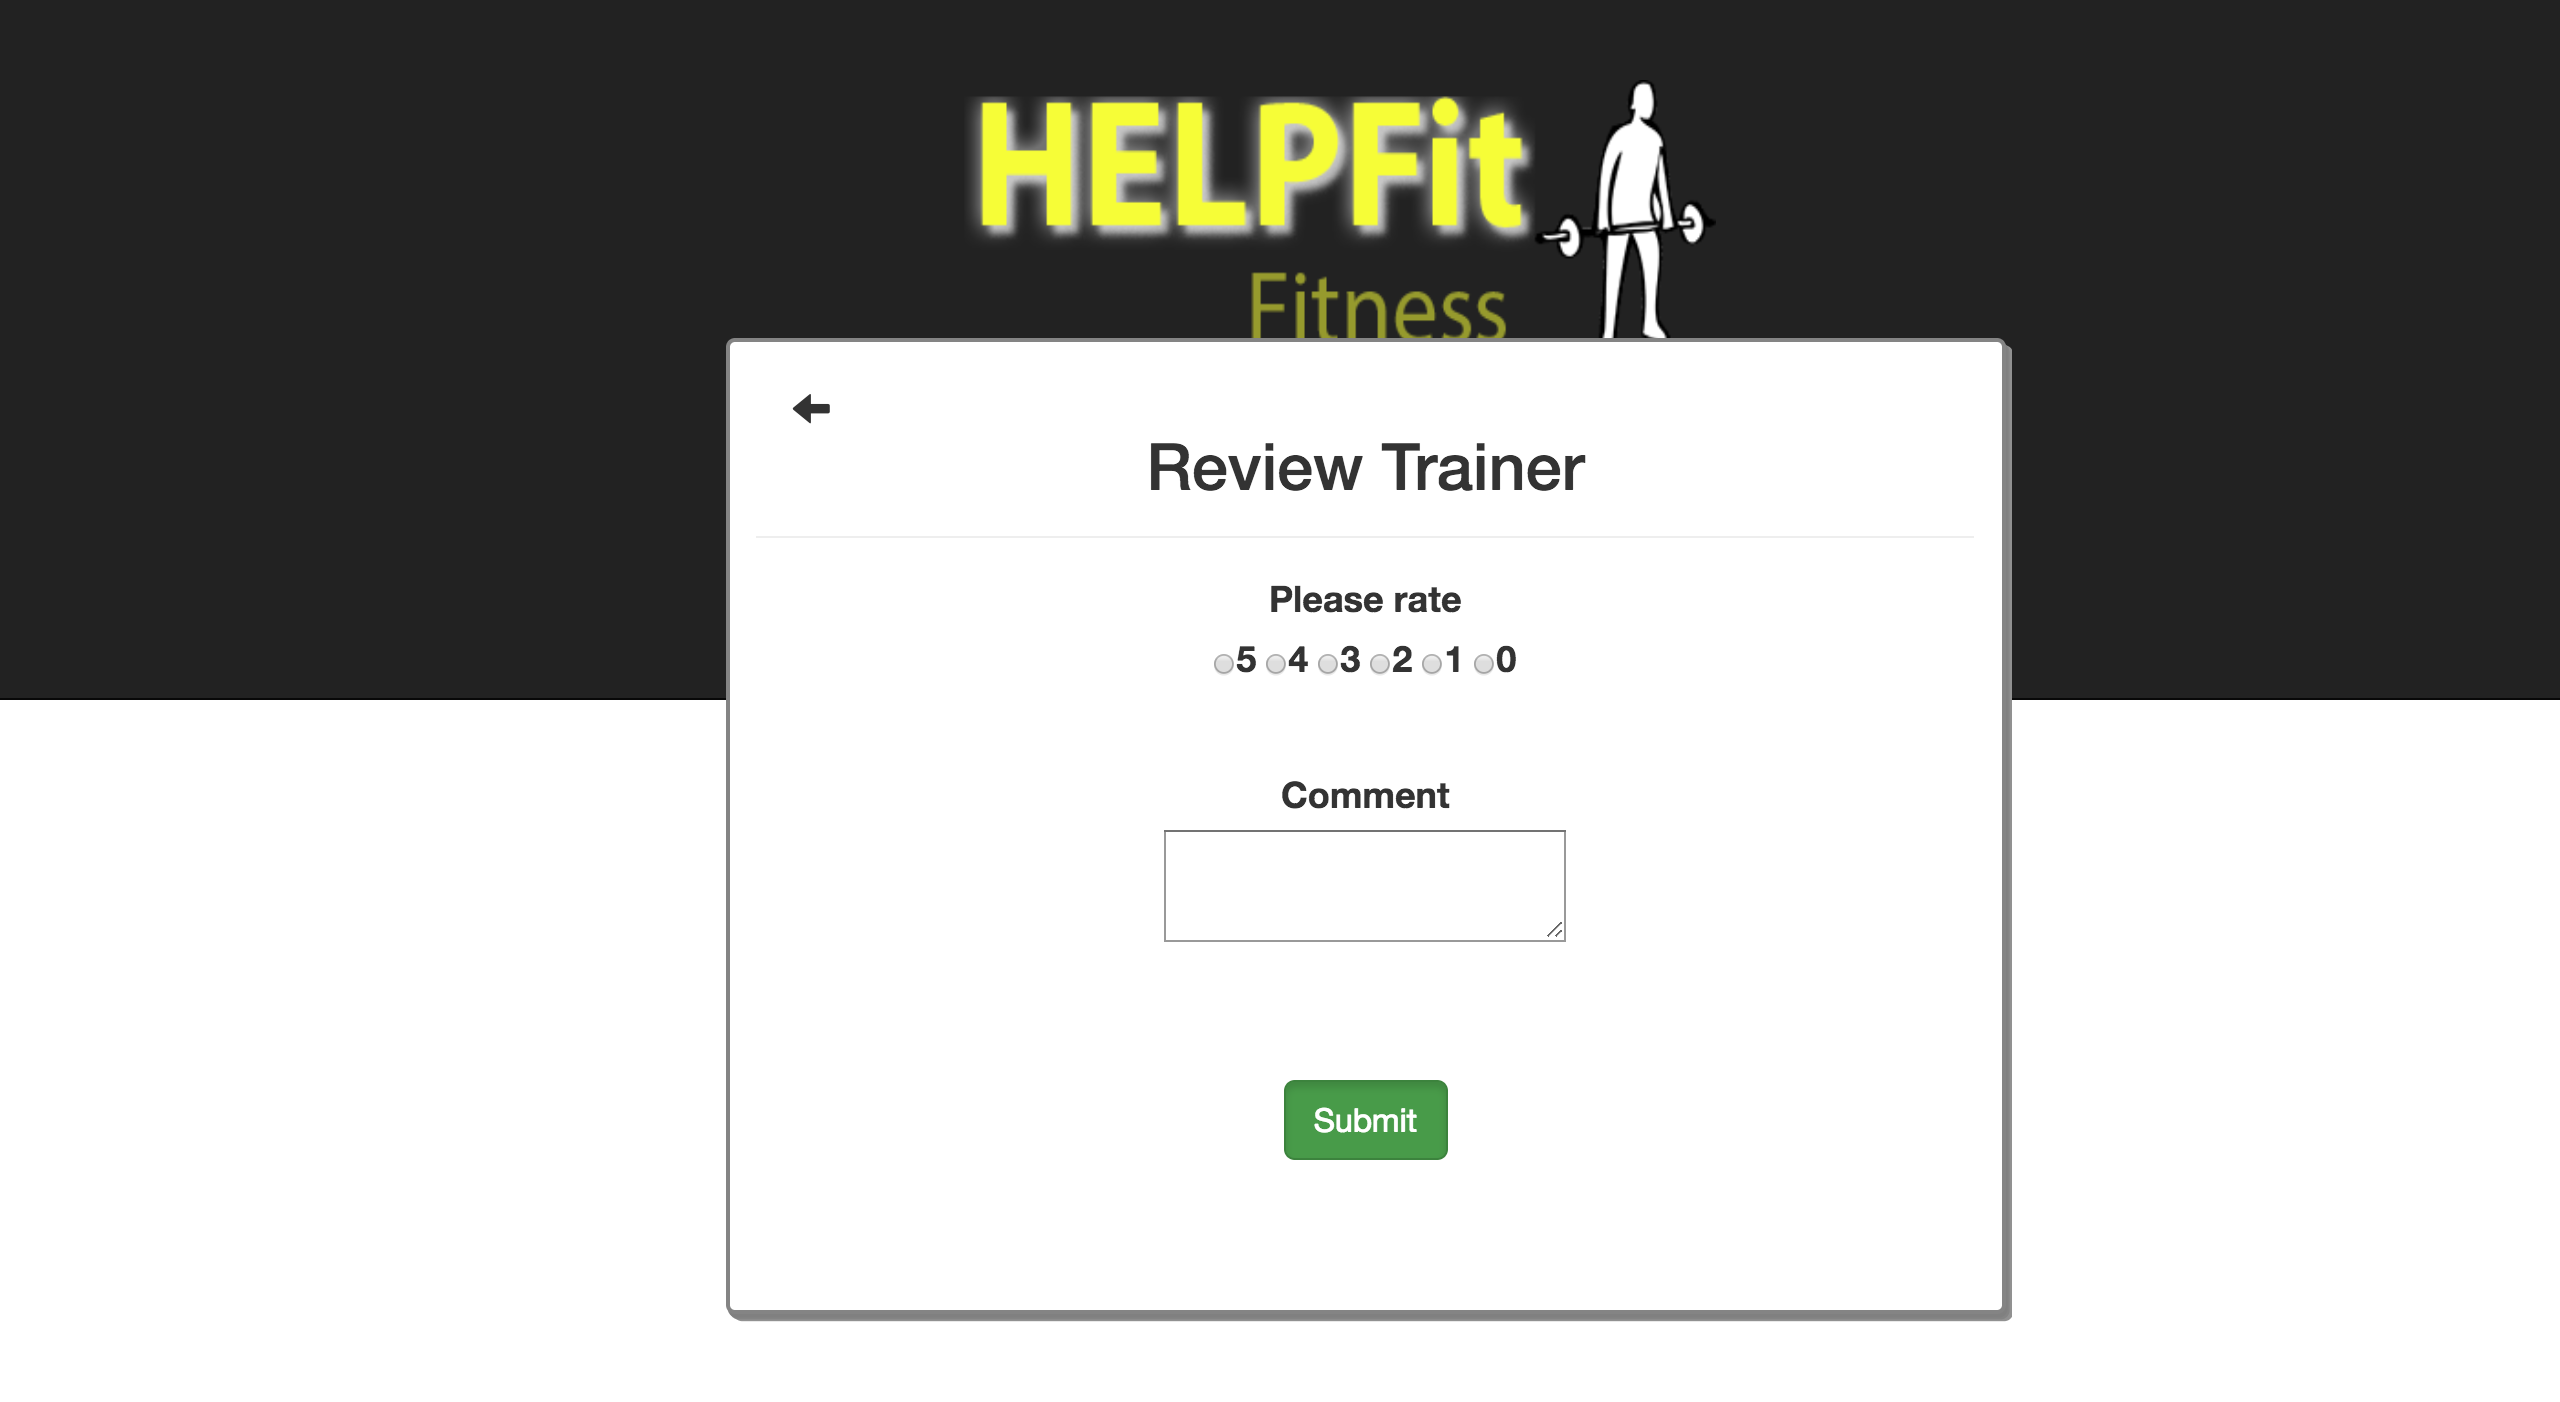 HELPFit
Fitness
Review Trainer
Please rate
5 4 3 2 1 0
Comment
Submit